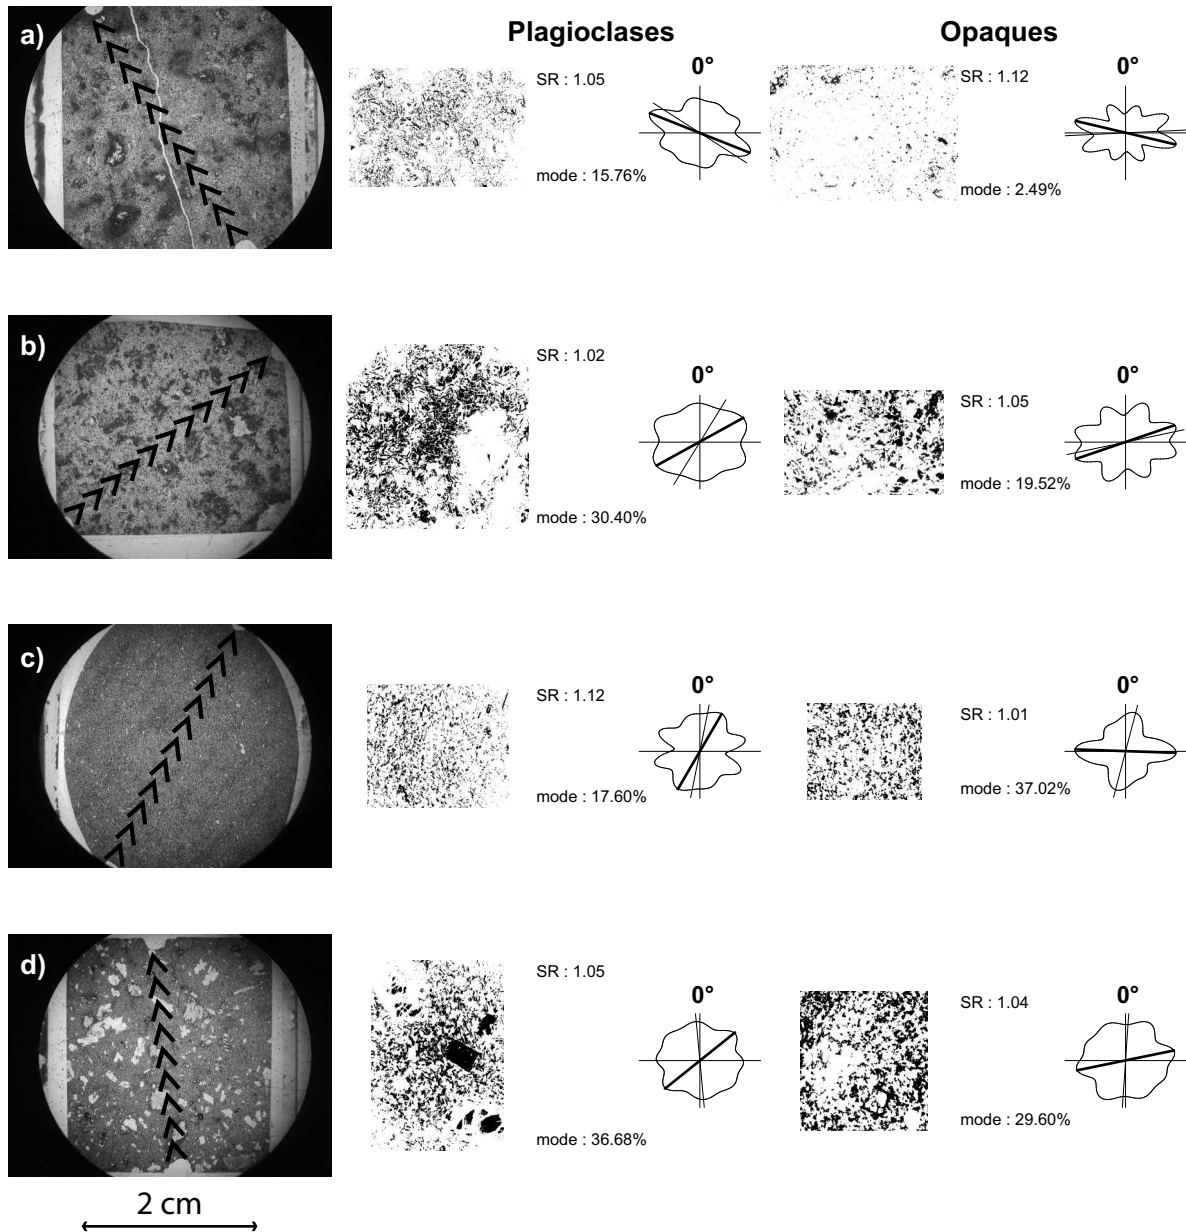 Plagioclases Opaques
a)
SR : 1.05
0°
mode : 15.76%
SR : 1.12
0°
mode : 2.49%
b)
SR : 1.02
0°
mode : 30.40%
SR : 1.05
0°
mode : 19.52%
c)
SR : 1.12
0°
mode : 17.60%
SR : 1.01
0°
mode : 37.02%
d)
SR : 1.05
0°
mode : 36.68%
SR : 1.04
0°
mode : 29.60%
2 cm